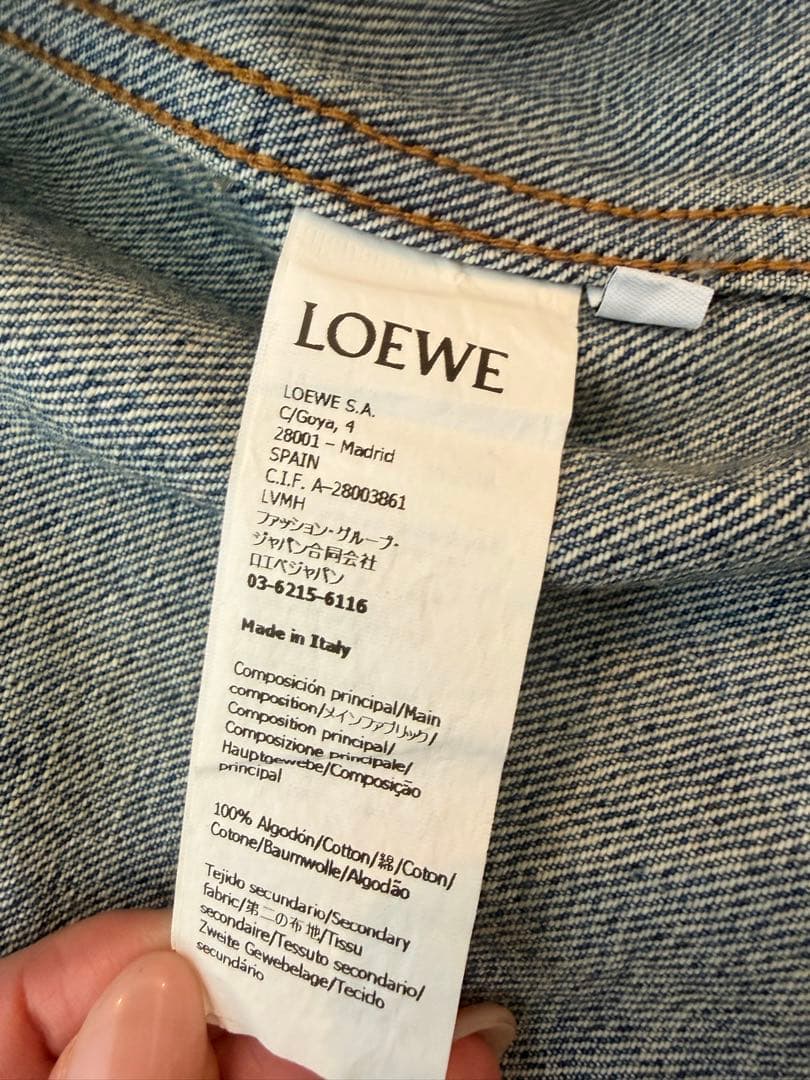 LOEWE
LOEWE S.A.
C/Goya, 4
28001 - Madrid
SPAIN
C.I.F. A-28003861
LVMH
ファッション・グループ・
ジャパン合同会社
ロエベジャパン
03-6215-6116
Made in Italy
Composición principal/Main
composition/メインファブリック/
Composition principal/
Composizione principale/
Hauptgewebe/Composição
principal
100% Algodón/Cotton/綿/Coton/
Cotone/Baumwolle/Algodão
Tejido secundario/Secondary
fabric/第二の布地/Tissu
secondaire/Tessuto secondario/
Zweite Gewebelage/Tecido
secundário